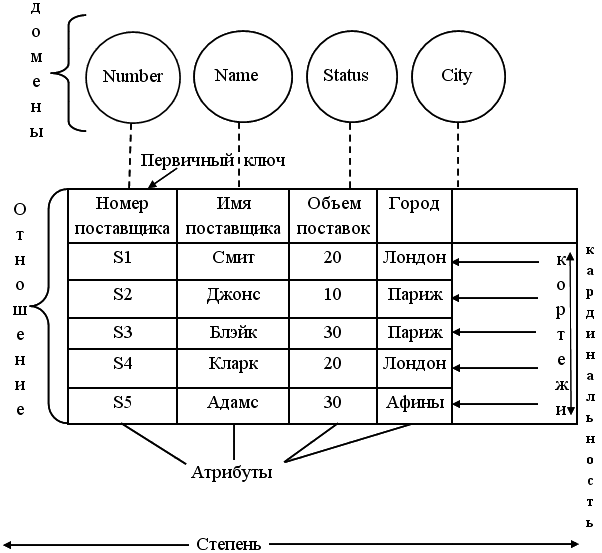 домены
Number Name Status City
Первичный ключ
Отношение
Номер поставщика Имя поставщика Объем поставок Город
S1 Смит 20 Лондон
S2 Джонс 10 Париж
S3 Блэйк 30 Париж
S4 Кларк 20 Лондон
S5 Адамс 30 Афины
кортежи
кардинальность
Атрибуты
Степень